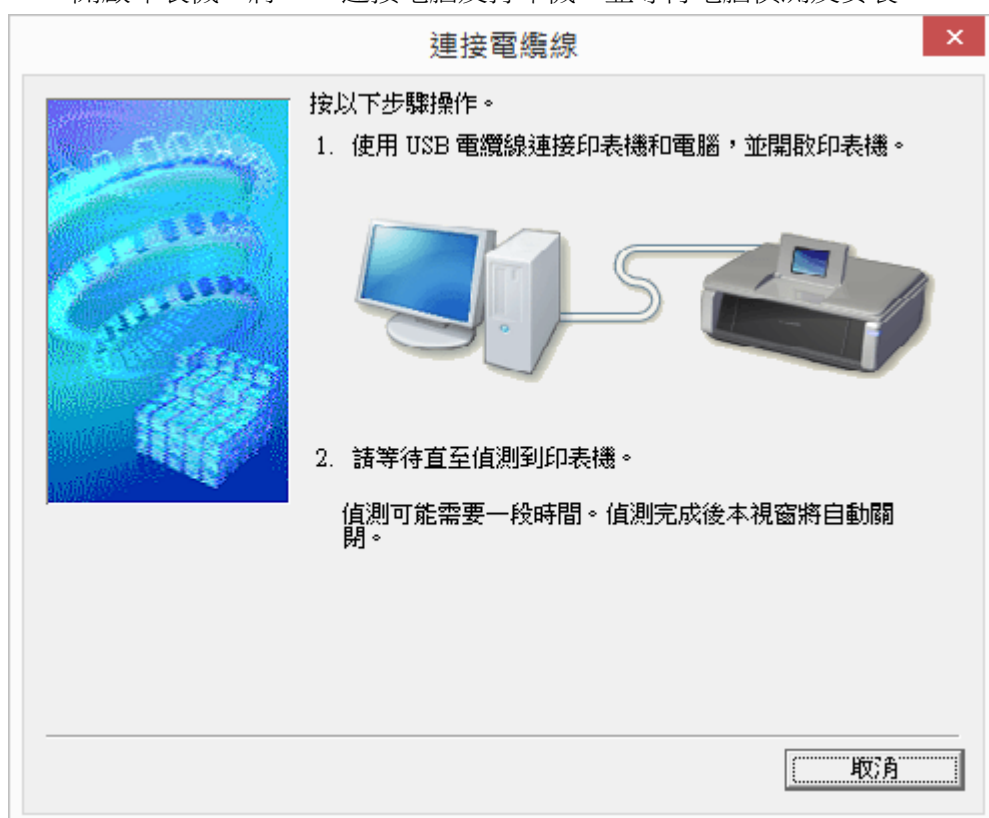 連接電纜線
按以下步驟操作。
1. 使用 USB 電纜線連接印表機和電腦，並開啟印表機。
2. 請等待直至偵測到印表機。
偵測可能需要一段時間。偵測完成後本視窗將自動關
閉。
取消